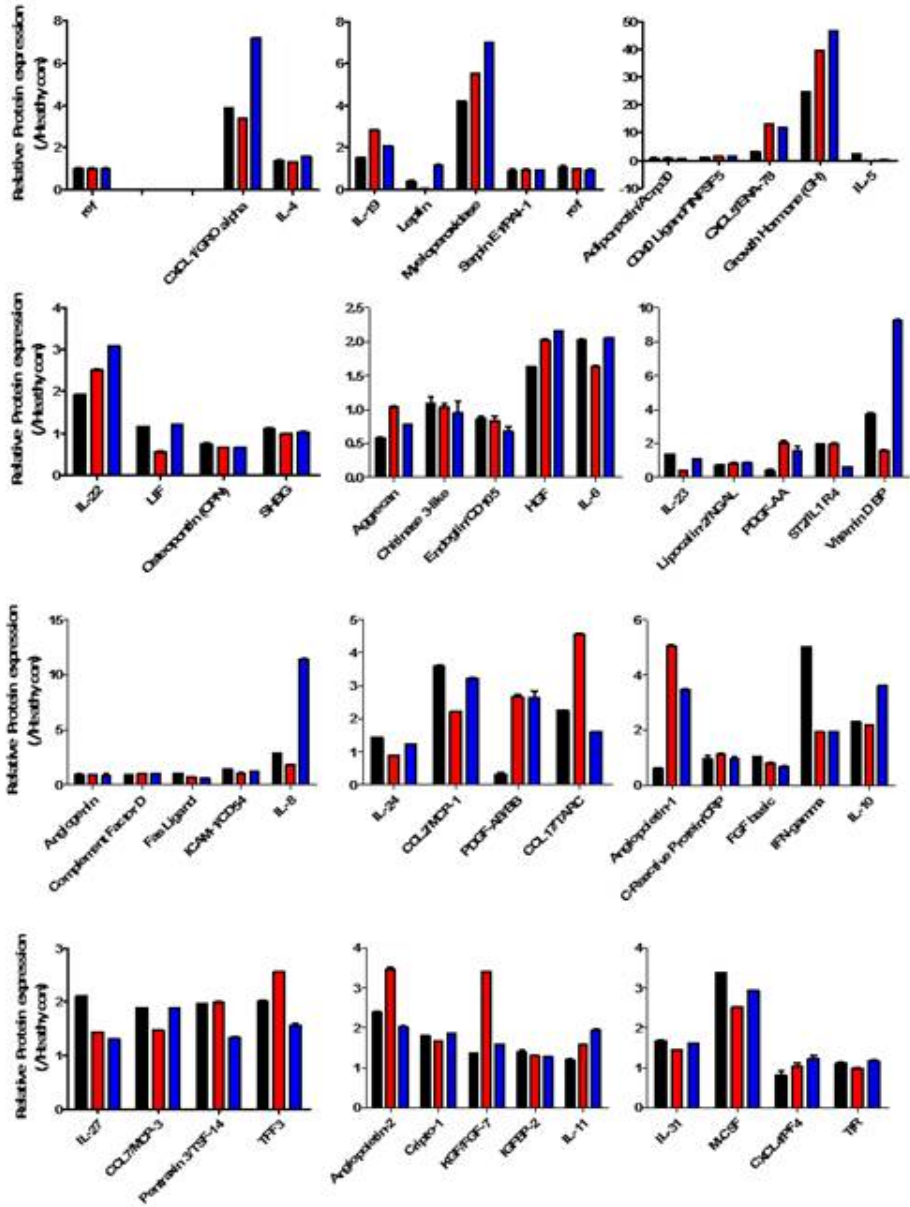 Relative Protein expression
(/Healthy con)
8
6
4
2
0
ref
CXCL1/GRO alpha
IL-4
8
6
4
2
0
IL-19
Leptin
Myeloperoxidase
Serpin E1/PAI-1
ref
50
40
30
20
10
0
-10
Adiponectin/Acrp30
CD40 Ligand/TNFSF5
CXCL5/ENA-78
Growth Hormone (GH)
IL-5
Relative Protein expression
(/Healthy con)
4
3
2
1
0
IL-22
LIF
Osteopontin (OPN)
SHBG
2.5
2.0
1.5
1.0
0.5
0.0
Aggrecan
Chitinase 3-like
Endoglin/CD105
HGF
IL-6
10
8
6
4
2
0
IL-23
Lipocalin-2/NGAL
PDGF-AA
ST2/IL1 R4
Vitamin D BP
Relative Protein expression
(/Healthy con)
15
10
5
0
Angiogenin
Complement Factor D
Fas Ligand
ICAM-1/CD54
IL-8
5
4
3
2
1
0
IL-24
CCL2/MCP-1
PDGF-AB/BB
CCL17/TARC
6
4
2
0
Angiopoietin-1
C-Reactive Protein/CRP
FGF basic
IFN-gamma
IL-10
Relative Protein expression
(/Healthy con)
3
2
1
0
IL-27
CCL7/MCP-3
Pentraxin 3/TSF-14
TFF3
4
3
2
1
0
Angiopoietin-2
Cripto-1
KGF/FGF-7
IGFBP-2
IL-11
4
3
2
1
0
IL-31
M-CSF
CxCL4/PF4
TfR